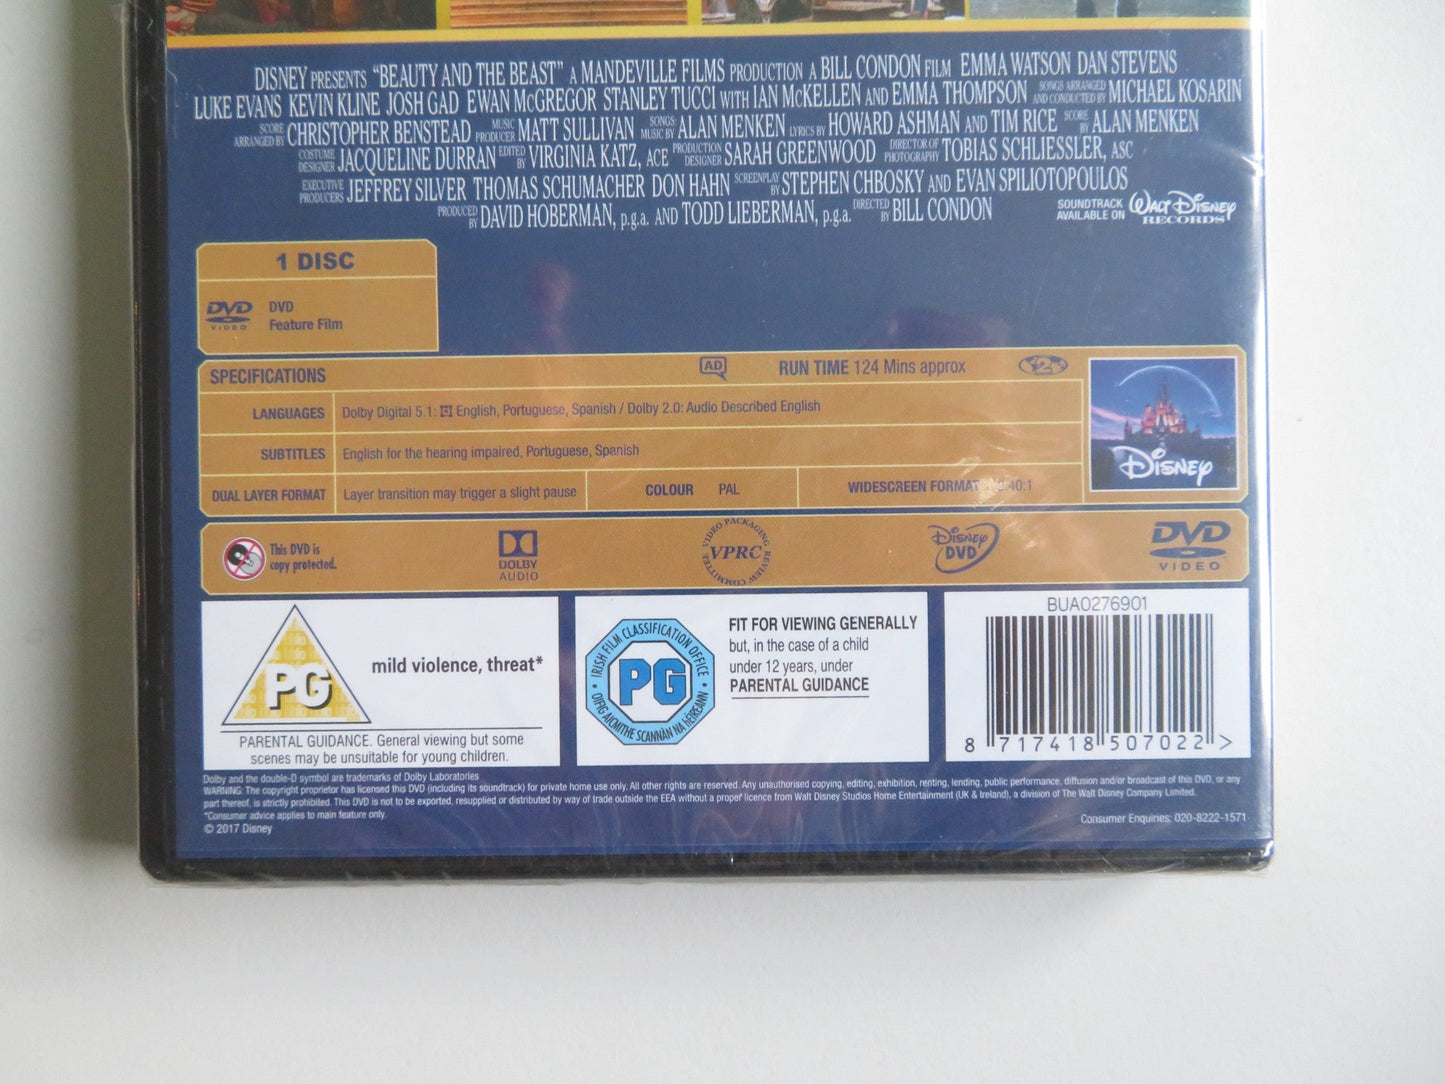 DISNEY PRESENTS "BEAUTY AND THE BEAST" A MANDEVILLE FILMS PRODUCTION A BILL CONDON FILM EMMA WATSON DAN STEVENS
LUKE EVANS KEVIN KLINE JOSH GAD EWAN McGREGOR STANLEY TUCCI WITH IAN McKELLEN AND EMMA THOMPSON SONGS ARRANGED AND CONDUCTED BY MICHAEL KOSARIN
SCORE ARRANGED BY CHRISTOPHER BENSTEAD MUSIC PRODUCER MATT SULLIVAN SONGS: MUSIC BY ALAN MENKEN LYRICS BY HOWARD ASHMAN AND TIM RICE SCORE BY ALAN MENKEN
COSTUME DESIGNER JACQUELINE DURRAN EDITED BY VIRGINIA KATZ, ACE PRODUCTION DESIGNER SARAH GREENWOOD DIRECTOR OF PHOTOGRAPHY TOBIAS SCHLIESSLER, ASC
EXECUTIVE PRODUCERS JEFFREY SILVER THOMAS SCHUMACHER DON HAHN SCREENPLAY BY STEPHEN CHBOSKY AND EVAN SPILIOTOPOULOS
PRODUCED BY DAVID HOBERMAN, p.g.a. AND TODD LIEBERMAN, p.g.a. DIRECTED BY BILL CONDON
SOUNDTRACK AVAILABLE ON WALT DISNEY RECORDS
1 DISC
DVD VIDEO
DVD
Feature Film
SPECIFICATIONS
AD
RUN TIME 124 Mins approx
2
LANGUAGES Dolby Digital 5.1: English, Portuguese, Spanish / Dolby 2.0: Audio Described English
SUBTITLES English for the hearing impaired, Portuguese, Spanish
DUAL LAYER FORMAT Layer transition may trigger a slight pause COLOUR PAL WIDESCREEN FORMAT 2.40:1
DISNEY
This DVD is
copy protected.
DOLBY
AUDIO
VIDEO PACKAGING REVIEW COMMITTEE
VPRC
DISNEY
DVD
DVD
VIDEO
PG
mild violence, threat*
PARENTAL GUIDANCE. General viewing but some
scenes may be unsuitable for young children.
IRISH FILM CLASSIFICATION OFFICE
PG
OIFIG AICMITHE SCANNÁN NA hÉIREANN
FIT FOR VIEWING GENERALLY
but, in the case of a child
under 12 years, under
PARENTAL GUIDANCE
BUA0276901
8 717418 507022 >
Dolby and the double-D symbol are trademarks of Dolby Laboratories
WARNING: The copyright proprietor has licensed this DVD (including its soundtrack) for private home use only. All other rights are reserved. Any unauthorised copying, editing, exhibition, renting, lending, public performance, diffusion and/or broadcast of this DVD, or any
part thereof, is strictly prohibited. This DVD is not to be exported, resupplied or distributed by way of trade outside the EEA without a proper licence from Walt Disney Studios Home Entertainment (UK & Ireland), a division of The Walt Disney Company Limited.
*Consumer advice applies to main feature only.
© 2017 Disney
Consumer Enquiries: 020-8222-1571